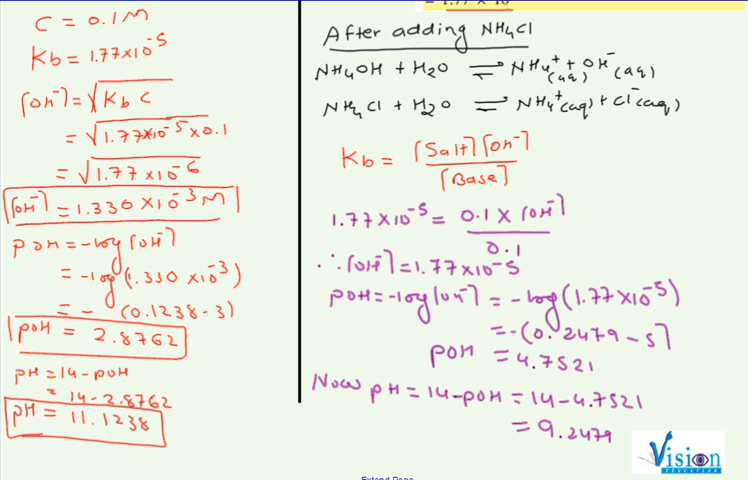 C = 0.1M
Kb = 1.77×10⁻⁵
[OH⁻] = √Kb C
= √1.77×10⁻⁵×0.1
= √1.77×10⁻⁶
[OH⁻] = 1.330×10⁻³M
pOH = -log[OH⁻]
= -log(1.330×10⁻³)
= -(0.1238-3)
pOH = 2.8762
pH = 14-pOH
= 14-2.8762
pH = 11.1238
After adding NH₄Cl
NH₄OH + H₂O ⇌ NH₄⁺(aq) + OH⁻(aq)
NH₄Cl + H₂O ⇌ NH₄⁺(aq) + Cl⁻(aq)
Kb = [Salt][OH⁻]
[Base]
1.77×10⁻⁵ = 0.1×[OH⁻]
0.1
∴[OH⁻] = 1.77×10⁻⁵
pOH = -log[OH⁻] = -log(1.77×10⁻⁵)
= -(0.2479-5)
pOH = 4.7521
Now pH = 14-pOH = 14-4.7521
= 9.2479
Vision
EDUCATION